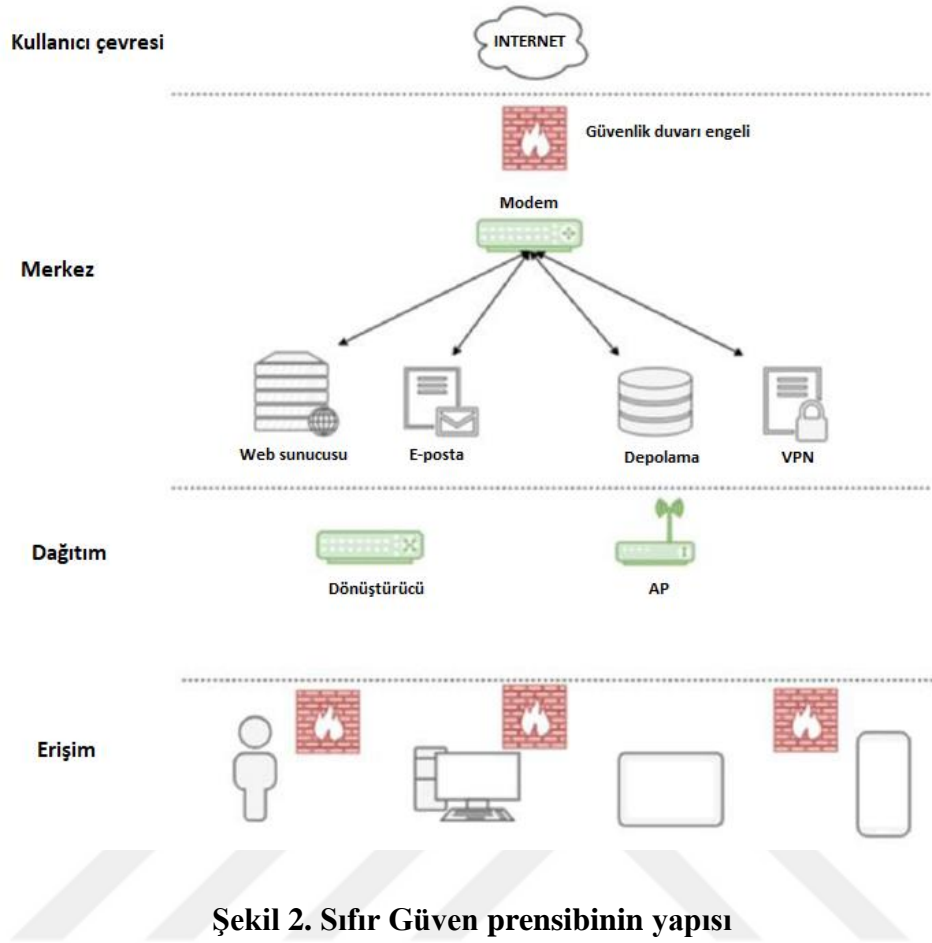 Kullanıcı çevresi
INTERNET
Güvenlik duvarı engeli
Modem
Merkez
Web sunucusu
E-posta
Depolama
VPN
Dağıtım
Dönüştürücü
AP
Erişim
Şekil 2. Sıfır Güven prensibinin yapısı